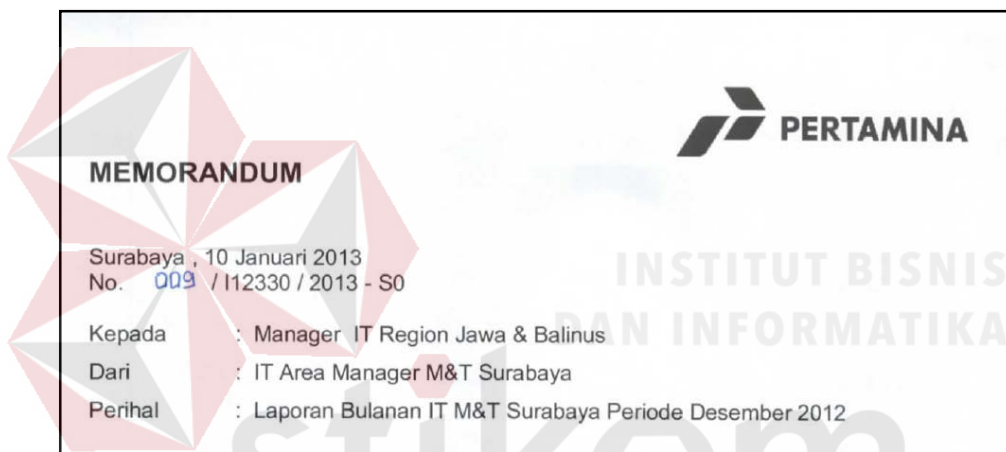 PERTAMINA
MEMORANDUM
Surabaya , 10 Januari 2013
No. 009 / I12330 / 2013 - S0
INSTITUT BISNIS
DAN INFORMATIKA
Kepada : Manager IT Region Jawa & Balinus
Dari : IT Area Manager M&T Surabaya
Perihal : Laporan Bulanan IT M&T Surabaya Periode Desember 2012
stikom